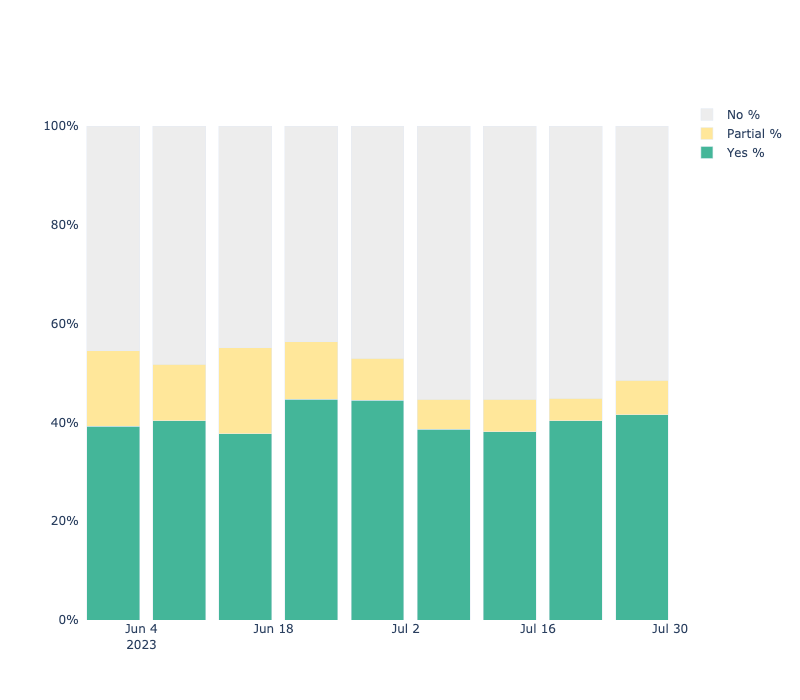 No %
Partial %
Yes %
100%
80%
60%
40%
20%
0%
Jun 4
2023
Jun 18
Jul 2
Jul 16
Jul 30